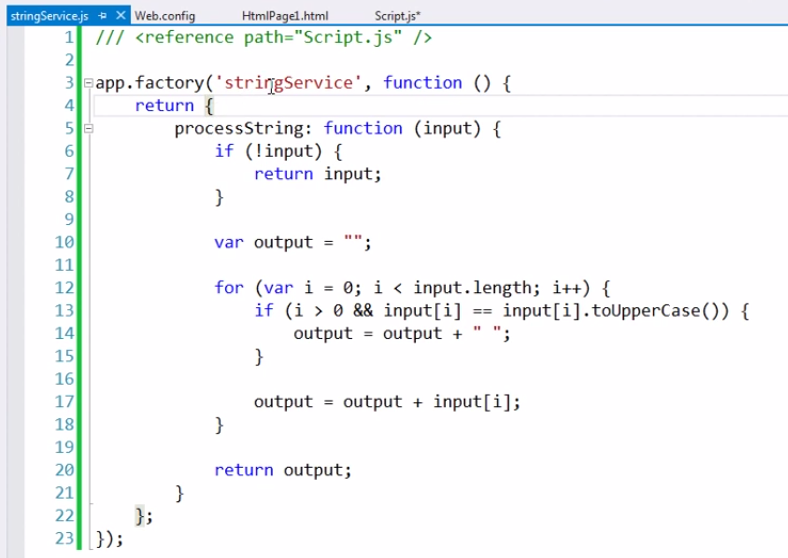 stringService.js Web.config HtmlPage1.html Script.js*
1 /// <reference path="Script.js" />
2
3 app.factory('stringService', function () {
4     return {
5         processString: function (input) {
6             if (!input) {
7                 return input;
8             }
9
10             var output = "";
11
12             for (var i = 0; i < input.length; i++) {
13                 if (i > 0 && input[i] == input[i].toUpperCase()) {
14                     output = output + " ";
15                 }
16
17                 output = output + input[i];
18             }
19
20             return output;
21         }
22     };
23 });